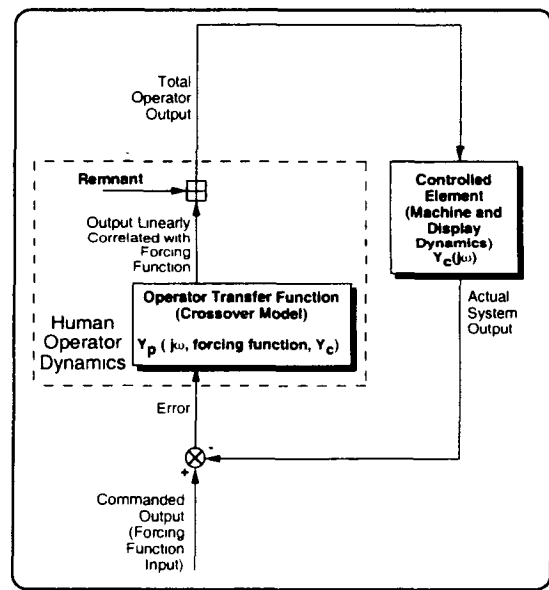 Total
Operator
Output
Remnant
Output Linearly
Correlated with
Forcing
Function
Controlled
Element
(Machine and
Display
Dynamics)
Y_c(jω)
Operator Transfer Function
(Crossover Model)
Y_p ( jω, forcing function, Y_c)
Human
Operator
Dynamics
Actual
System
Output
Error
-
+
Commanded
Output
(Forcing
Function
Input)